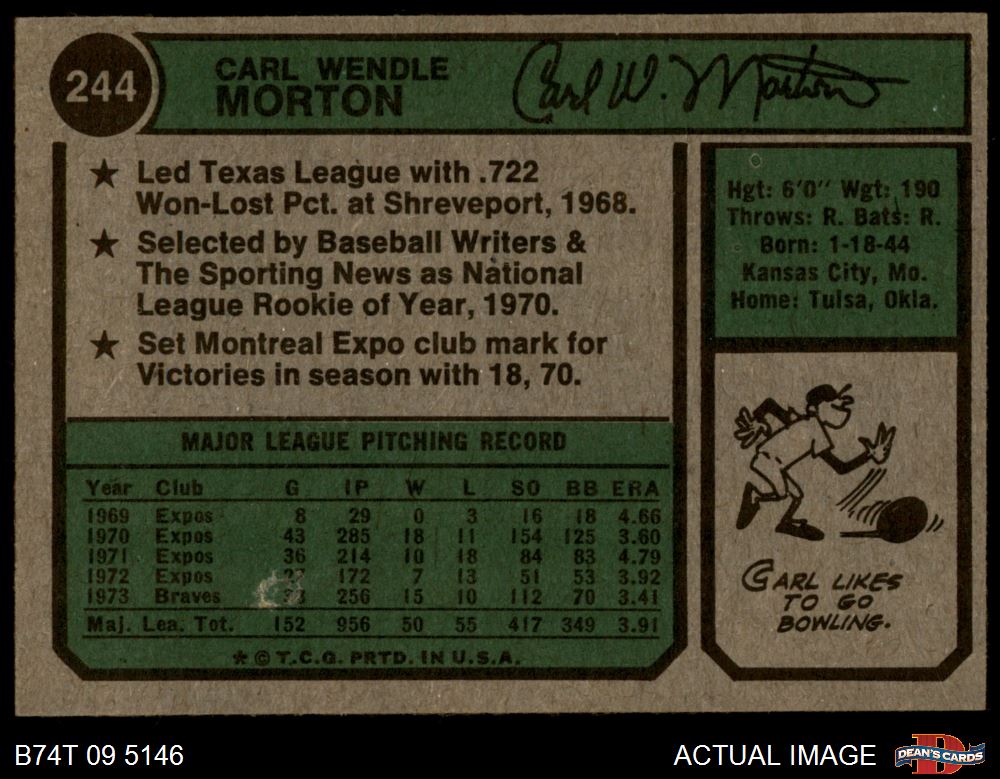 244
CARL WENDLE
MORTON
Carl W. Morton
★ Led Texas League with .722
Won-Lost Pct. at Shreveport, 1968.
★ Selected by Baseball Writers &
The Sporting News as National
League Rookie of Year, 1970.
★ Set Montreal Expo club mark for
Victories in season with 18, 70.
Hgt: 6'0" Wgt: 190
Throws: R. Bats: R.
Born: 1-18-44
Kansas City, Mo.
Home: Tulsa, Okla.
MAJOR LEAGUE PITCHING RECORD
Year Club G IP W L SO BB ERA
1969 Expos 8 29 0 3 16 18 4.66
1970 Expos 43 285 18 11 154 125 3.60
1971 Expos 36 214 10 18 84 83 4.79
1972 Expos 172 7 13 51 53 3.92
1973 Braves 256 15 10 112 70 3.41
Maj. Lea. Tot. 152 956 50 55 417 349 3.91
* © T.C.G. PRTD. IN U.S.A.
CARL LIKES
TO GO
BOWLING.
B74T 09 5146
ACTUAL IMAGE
DEAN'S CARDS